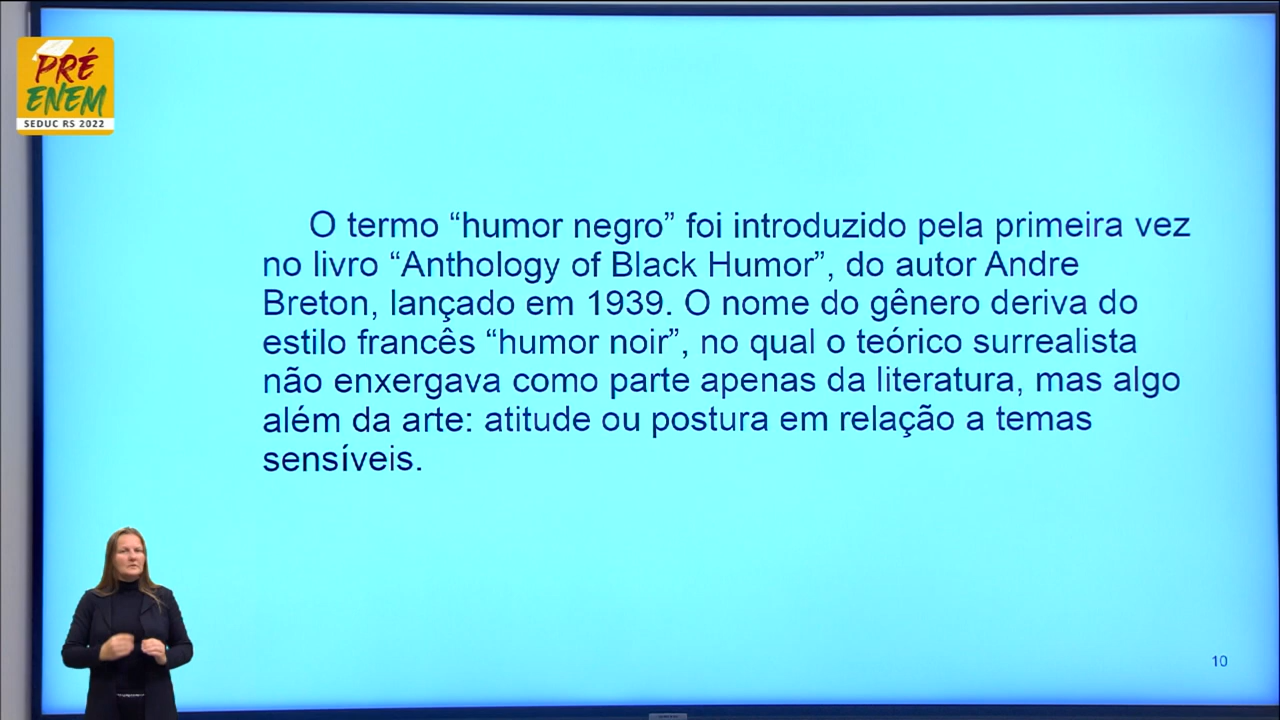 PRÉ
ENEM
SEDUC RS 2022
O termo “humor negro” foi introduzido pela primeira vez
no livro “Anthology of Black Humor”, do autor Andre
Breton, lançado em 1939. O nome do gênero deriva do
estilo francês “humor noir”, no qual o teórico surrealista
não enxergava como parte apenas da literatura, mas algo
além da arte: atitude ou postura em relação a temas
sensíveis.
10